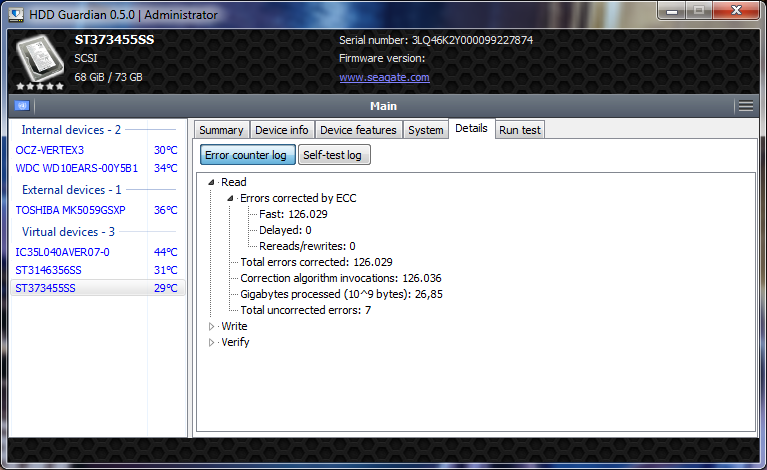 HDD Guardian 0.5.0 | Administrator
ST373455SS
SCSI
68 GiB / 73 GB
Serial number: 3LQ46K2Y000099227874
Firmware version:
www.seagate.com
Main
Internal devices - 2
OCZ-VERTEX3 30°C
WDC WD10EARS-00Y5B1 34°C
External devices - 1
TOSHIBA MK5059GSXP 36°C
Virtual devices - 3
IC35L040AVER07-0 44°C
ST3146356SS 31°C
ST373455SS 29°C
Summary Device info Device features System Details Run test
Error counter log Self-test log
Read
Errors corrected by ECC
Fast: 126.029
Delayed: 0
Rereads/rewrites: 0
Total errors corrected: 126.029
Correction algorithm invocations: 126.036
Gigabytes processed (10^9 bytes): 26,85
Total uncorrected errors: 7
Write
Verify